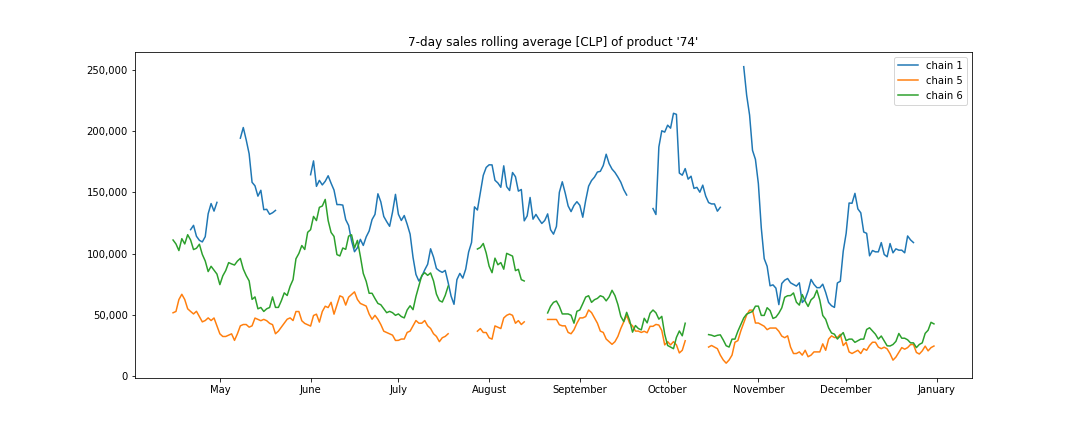 7-day sales rolling average [CLP] of product '74'
250,000
200,000
150,000
100,000
50,000
0
chain 1
chain 5
chain 6
May June July August September October November December January